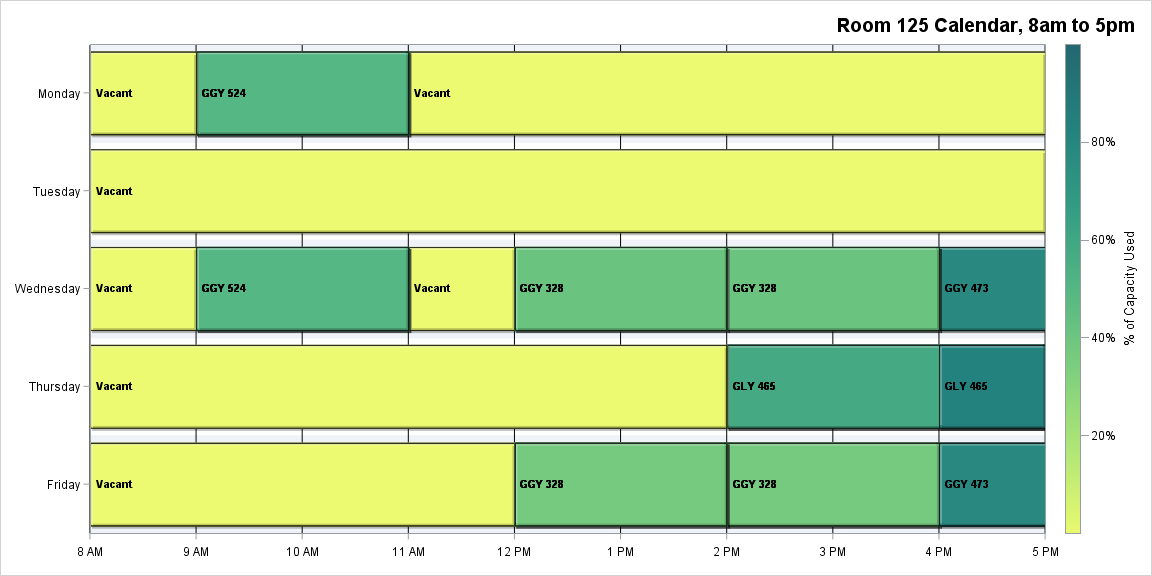 Room 125 Calendar, 8am to 5pm
Monday
Vacant
GGY 524
Vacant
Tuesday
Vacant
Wednesday
Vacant
GGY 524
Vacant
GGY 328
GGY 328
GGY 473
Thursday
Vacant
GLY 465
GLY 465
Friday
Vacant
GGY 328
GGY 328
GGY 473
8 AM
9 AM
10 AM
11 AM
12 PM
1 PM
2 PM
3 PM
4 PM
5 PM
80%
60%
40%
20%
% of Capacity Used